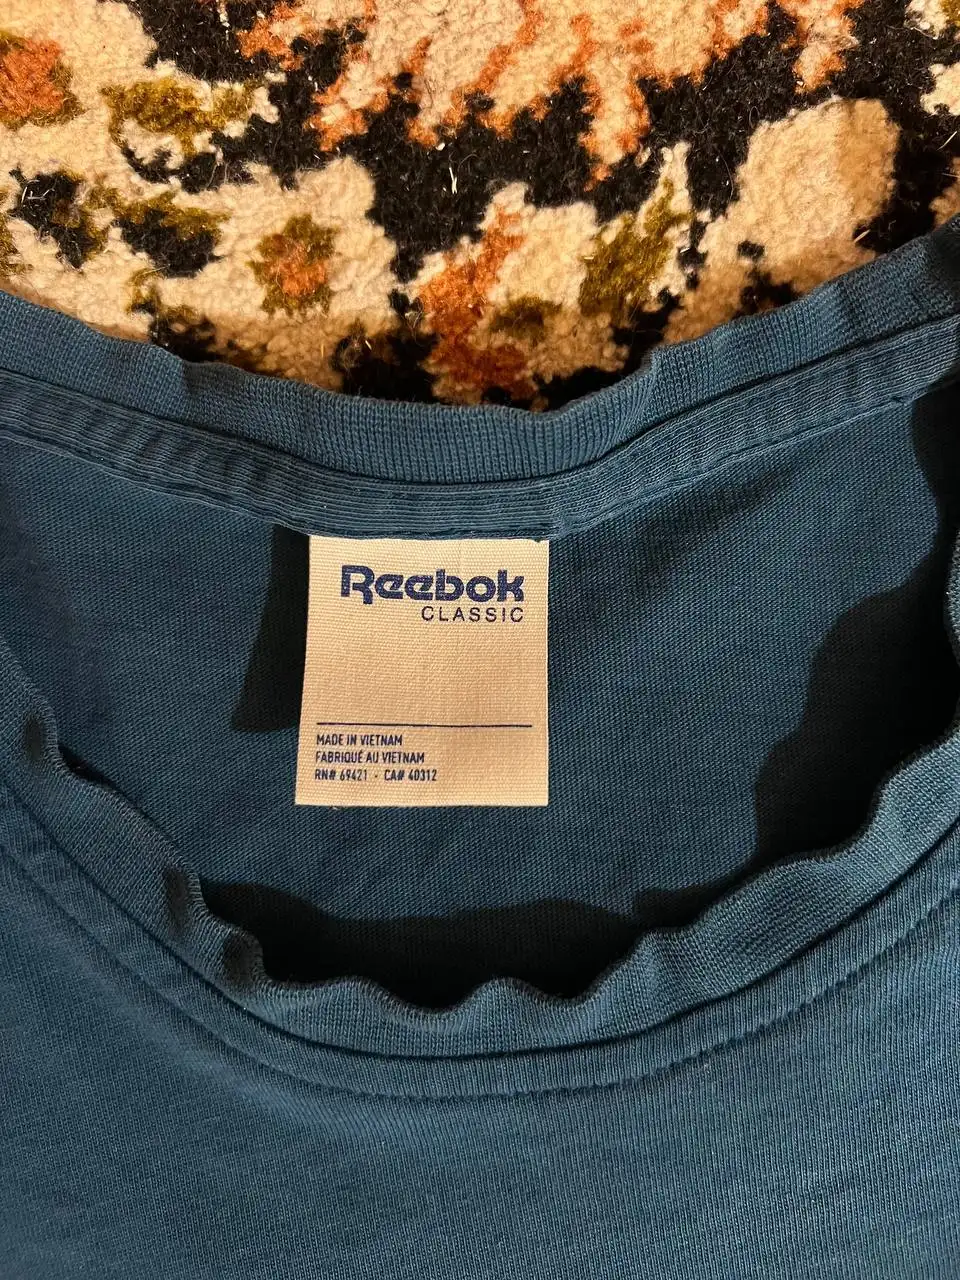 Reebok
CLASSIC
MADE IN VIETNAM
FABRIQUÉ AU VIETNAM
RN# 69421 - CA# 40312